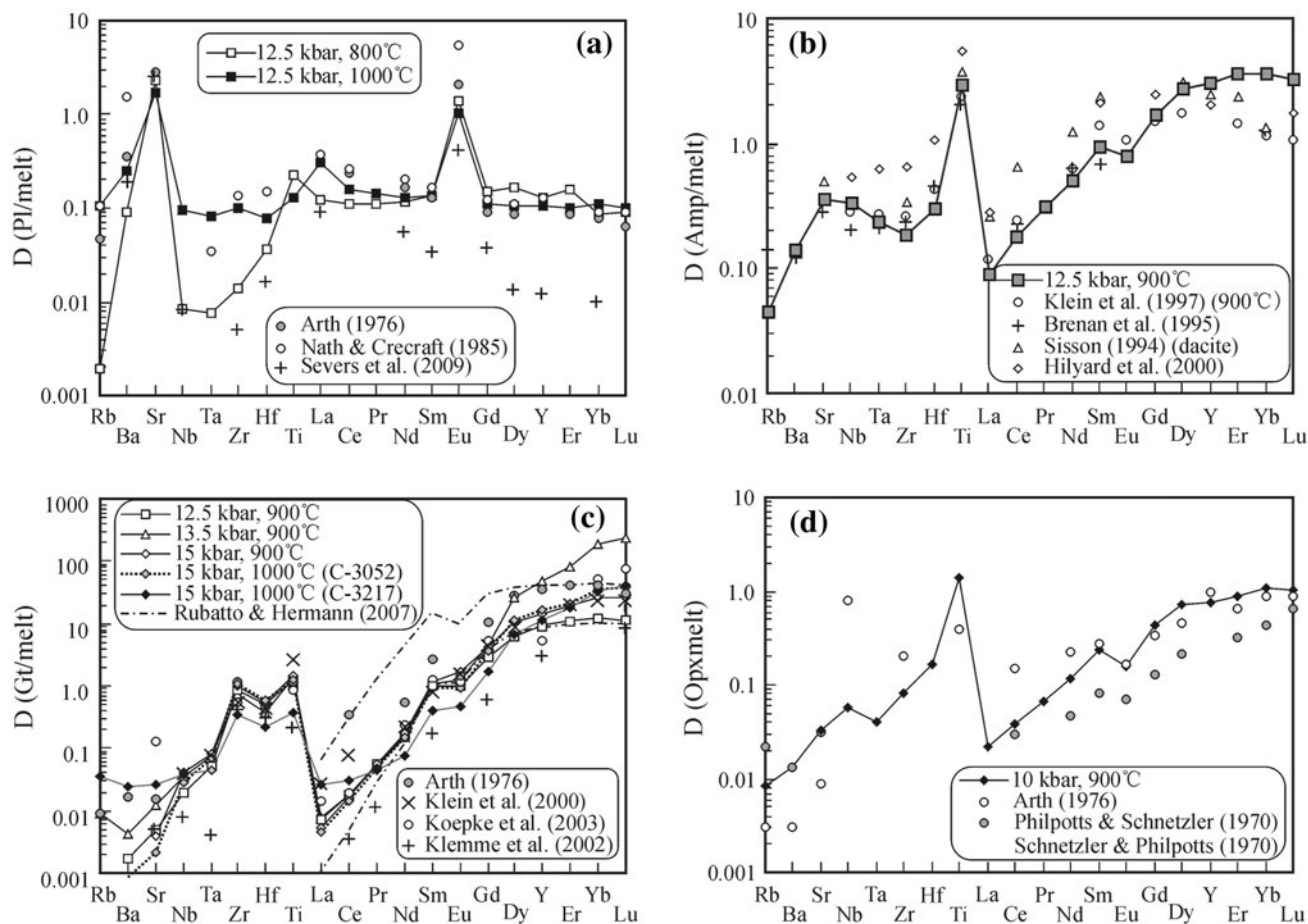 (a)
D (Pl/melt)
10
1.0
0.1
0.01
0.001
12.5 kbar, 800℃
12.5 kbar, 1000℃
Arth (1976)
Nath & Crecraft (1985)
Severs et al. (2009)
Rb Sr Nb Ta Hf La Pr Sm Gd Y Yb
Ba Zr Ti Ce Nd Eu Dy Er Lu
(b)
D (Amp/melt)
10
1.0
0.10
0.01
12.5 kbar, 900℃
Klein et al. (1997) (900℃)
Brenan et al. (1995)
Sisson (1994) (dacite)
Hilyard et al. (2000)
Rb Sr Nb Ta Hf La Pr Sm Gd Y Yb
Ba Zr Ti Ce Nd Eu Dy Er Lu
(c)
D (Gt/melt)
1000
100
10
1.0
0.1
0.01
0.001
12.5 kbar, 900℃
13.5 kbar, 900℃
15 kbar, 900℃
15 kbar, 1000℃ (C-3052)
15 kbar, 1000℃ (C-3217)
Rubatto & Hermann (2007)
Arth (1976)
Klein et al. (2000)
Koepke et al. (2003)
Klemme et al. (2002)
Rb Sr Nb Ta Hf La Pr Sm Gd Y Yb
Ba Zr Ti Ce Nd Eu Dy Er Lu
(d)
D (Opxmelt)
10
1.0
0.1
0.01
0.001
10 kbar, 900℃
Arth (1976)
Philpotts & Schnetzler (1970)
Schnetzler & Philpotts (1970)
Rb Sr Nb Ta Hf La Pr Sm Gd Y Yb
Ba Zr Ti Ce Nd Eu Dy Er Lu